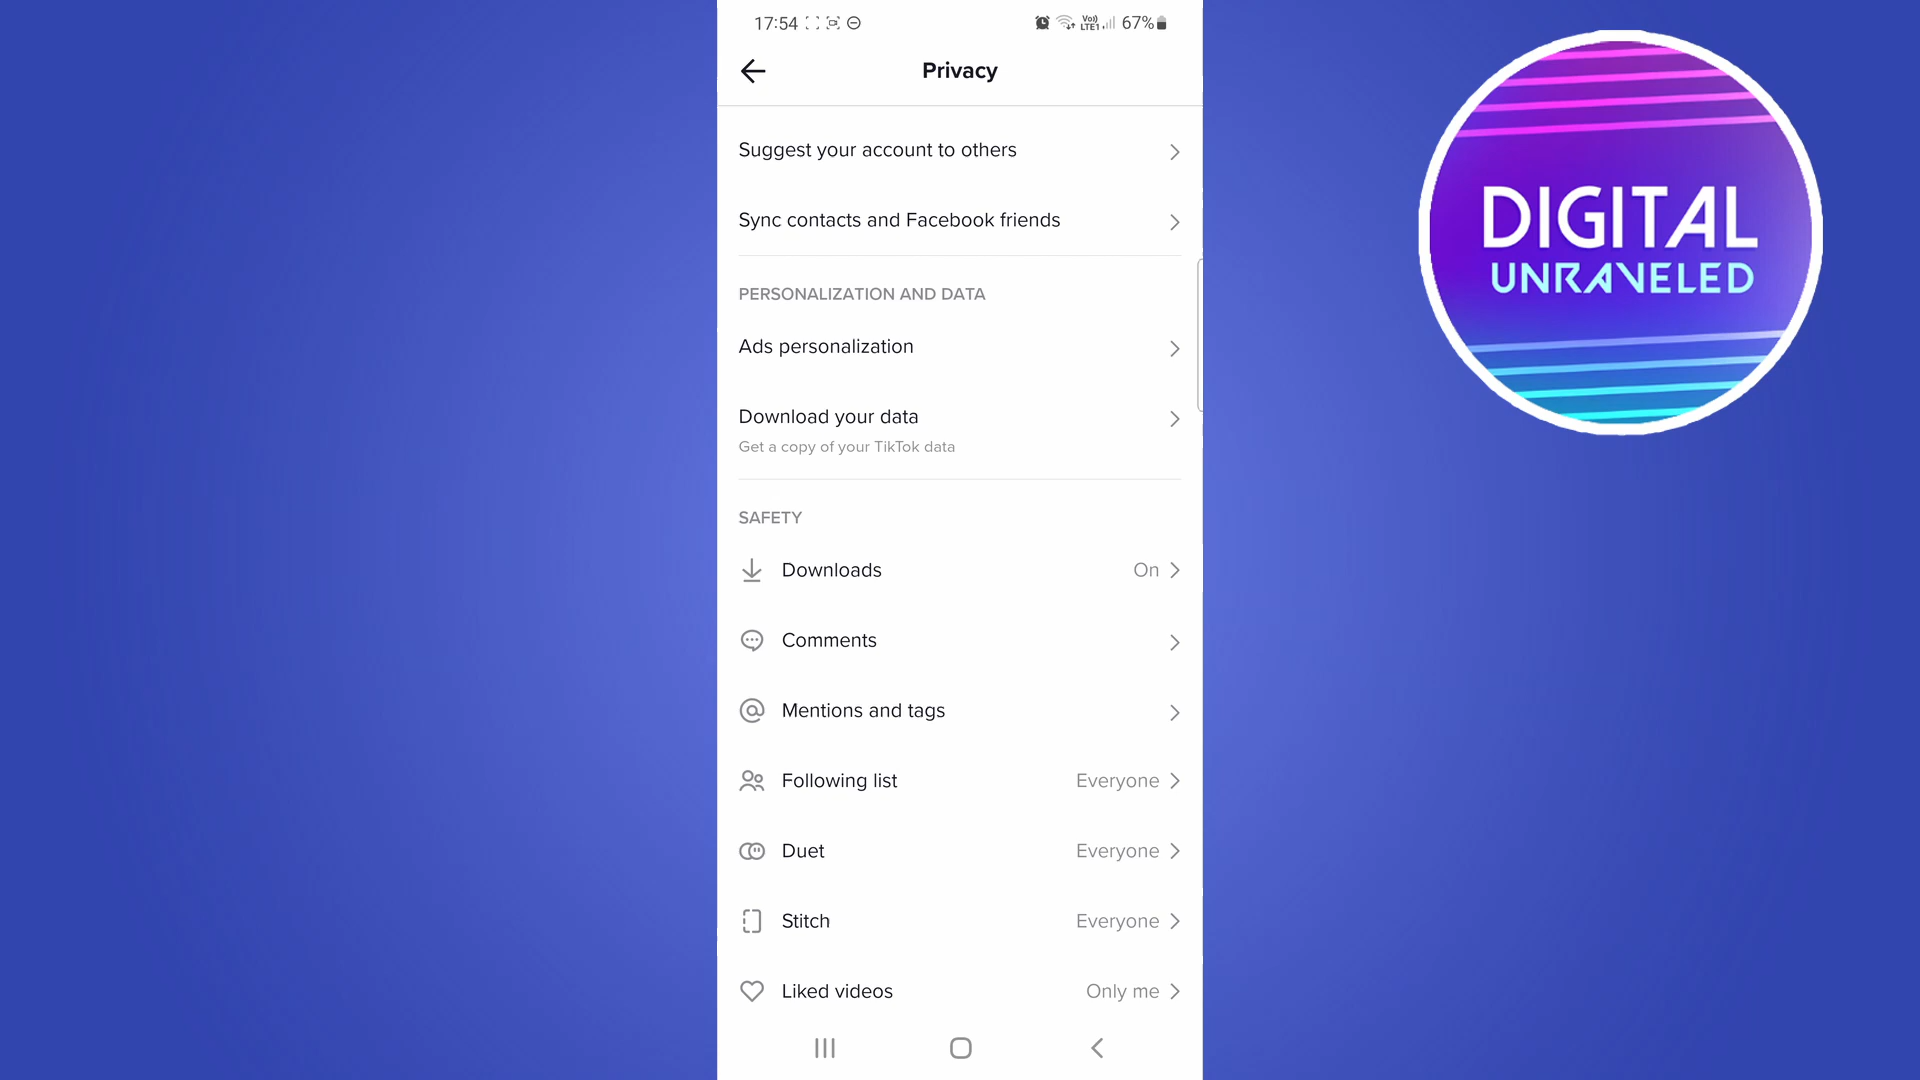 17:54
Vo)) LTE1 67%
Privacy
Suggest your account to others
Sync contacts and Facebook friends
PERSONALIZATION AND DATA
Ads personalization
Download your data
Get a copy of your TikTok data
SAFETY
Downloads On
Comments
Mentions and tags
Following list Everyone
Duet Everyone
Stitch Everyone
Liked videos Only me
DIGITAL
UNRAVELED